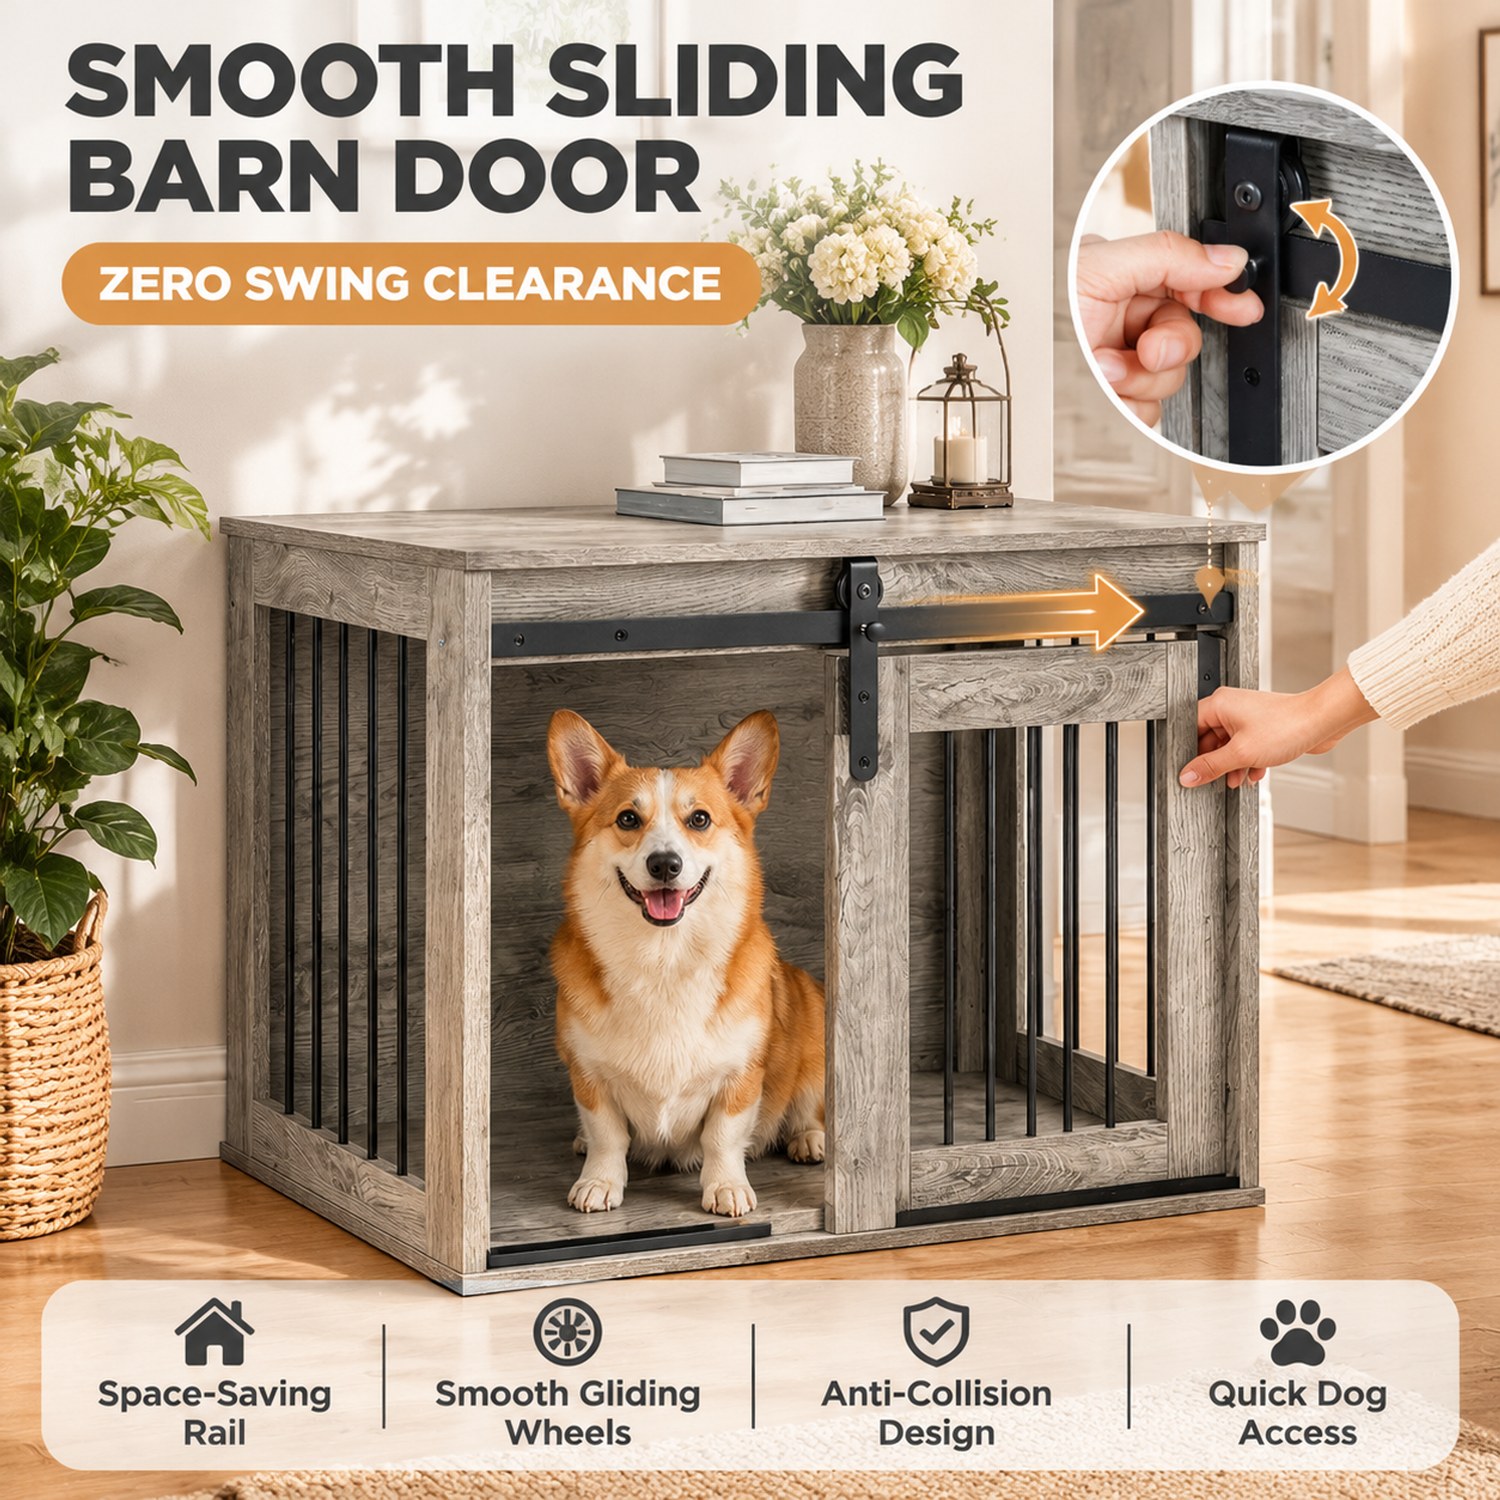 SMOOTH SLIDING
BARN DOOR
ZERO SWING CLEARANCE
Space-Saving
Rail
Smooth Gliding
Wheels
Anti-Collision
Design
Quick Dog
Access